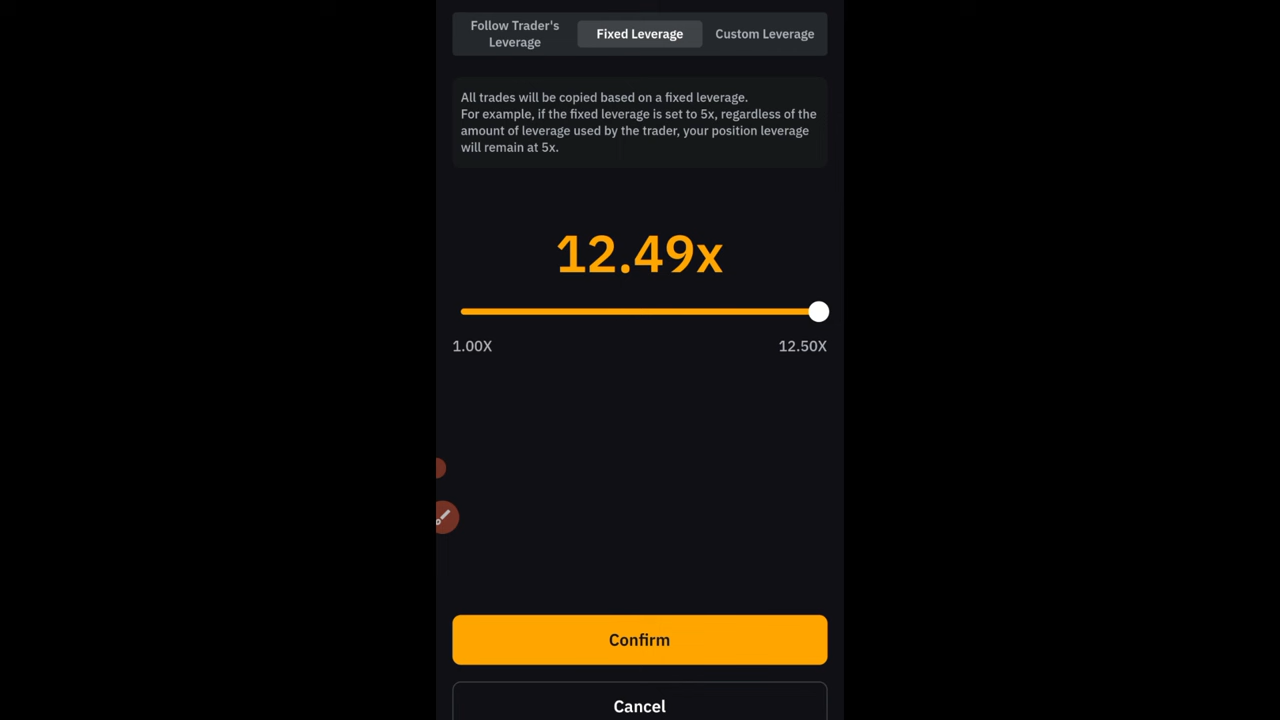 Follow Trader's
Leverage
Fixed Leverage
Custom Leverage
All trades will be copied based on a fixed leverage.
For example, if the fixed leverage is set to 5x, regardless of the
amount of leverage used by the trader, your position leverage
will remain at 5x.
12.49x
1.00X
12.50X
Confirm
Cancel